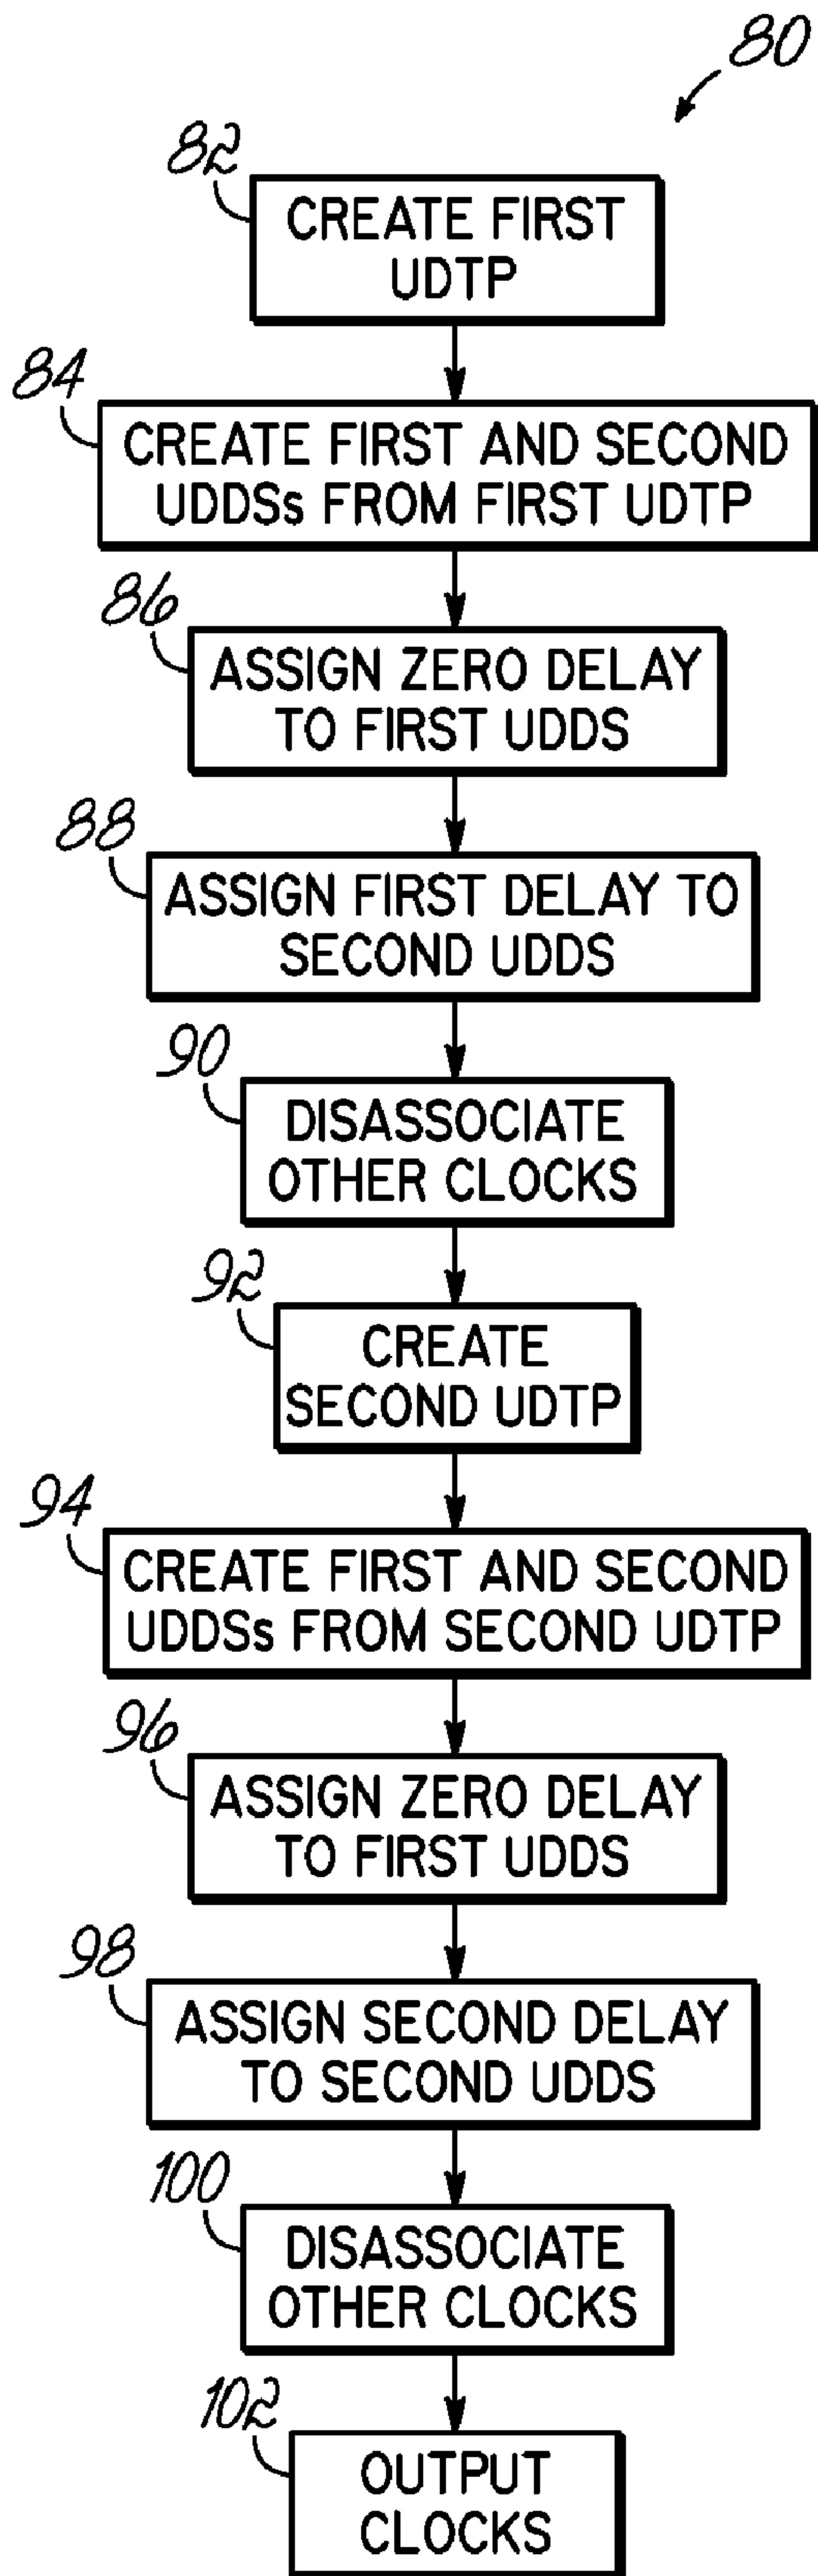 80
82
CREATE FIRST
UDTP
84
CREATE FIRST AND SECOND
UDDSs FROM FIRST UDTP
86
ASSIGN ZERO DELAY
TO FIRST UDDS
88
ASSIGN FIRST DELAY TO
SECOND UDDS
90
DISASSOCIATE
OTHER CLOCKS
92
CREATE
SECOND UDTP
94
CREATE FIRST AND SECOND
UDDSs FROM SECOND UDTP
96
ASSIGN ZERO DELAY
TO FIRST UDDS
98
ASSIGN SECOND DELAY
TO SECOND UDDS
100
DISASSOCIATE
OTHER CLOCKS
102
OUTPUT
CLOCKS